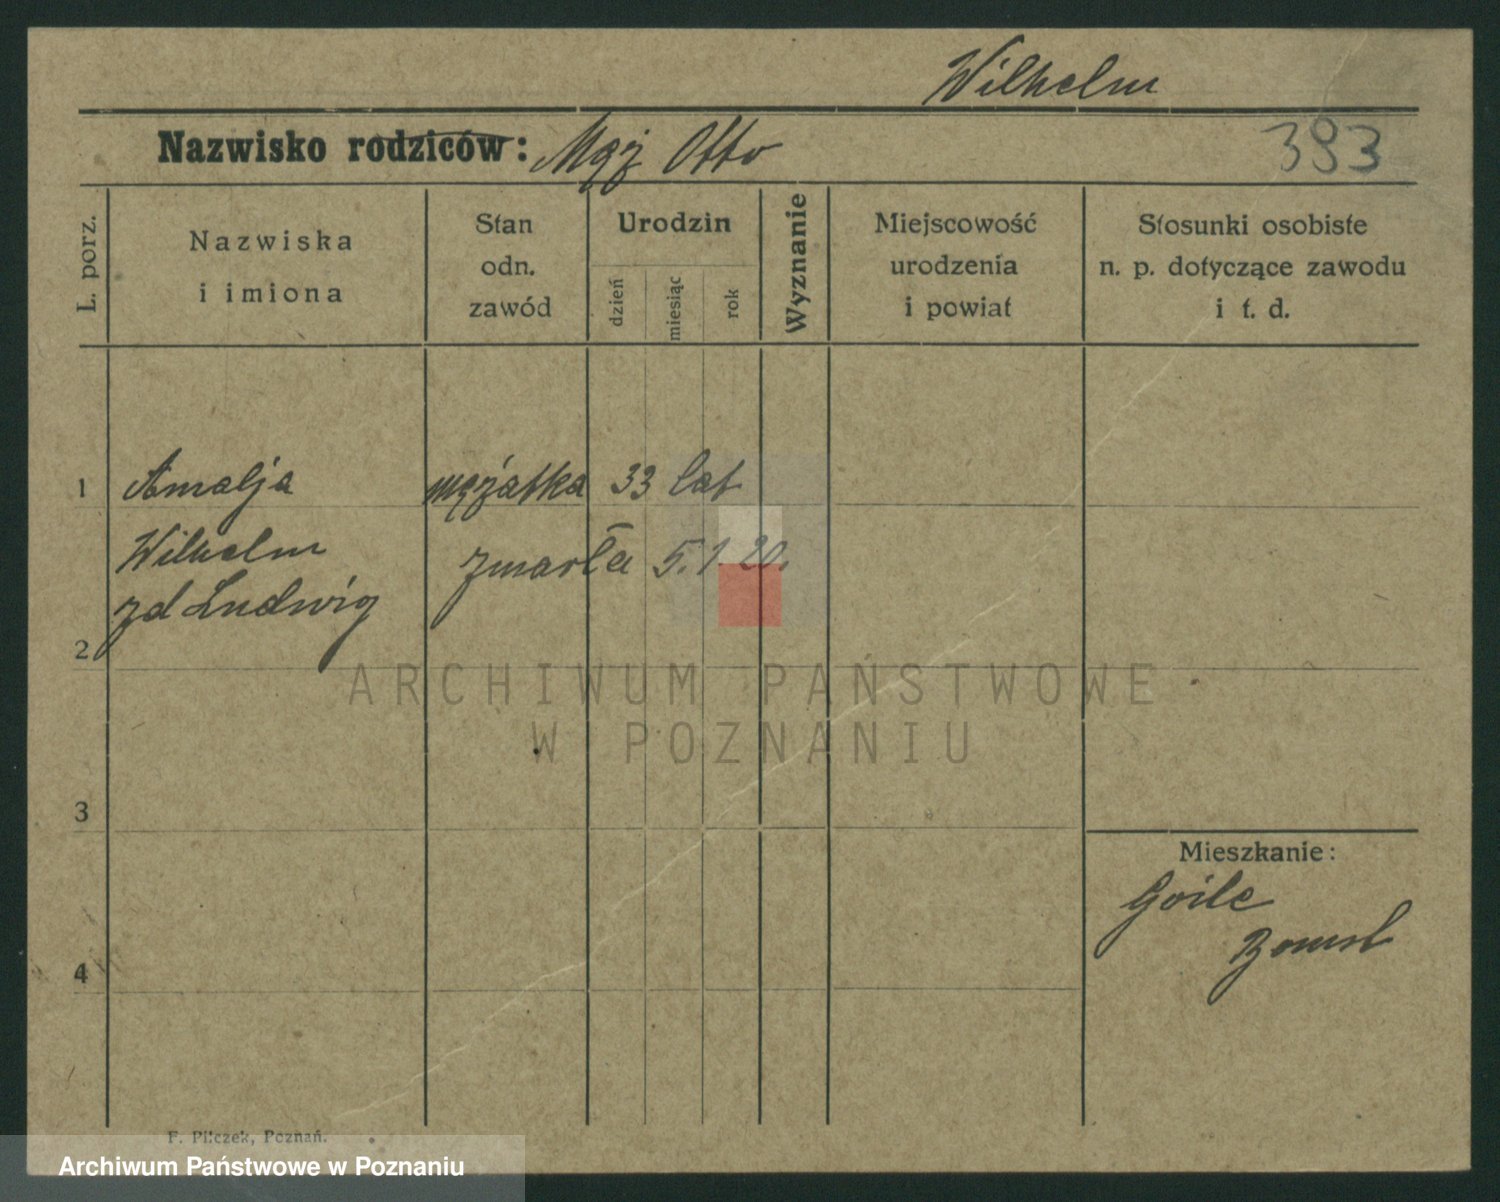 Wilhelm
Nazwisko rodziców: Mąż Otto
393
L. porz.
Nazwiska
i imiona
Stan
odn.
zawód
Urodzin
dzień
miesiąc
rok
Wyznanie
Miejscowość
urodzenia
i powiat
Stosunki osobiste
n. p. dotyczące zawodu
i t. d.
1 Amalja mężatka 33 lat
Wilhelm zmarła 5. 1 20.
zd Ludwig
2
ARCHIWUM PAŃSTWOWE
W POZNANIU
3
Mieszkanie:
4
F. Pilczek, Poznań.
Archiwum Państwowe w Poznaniu